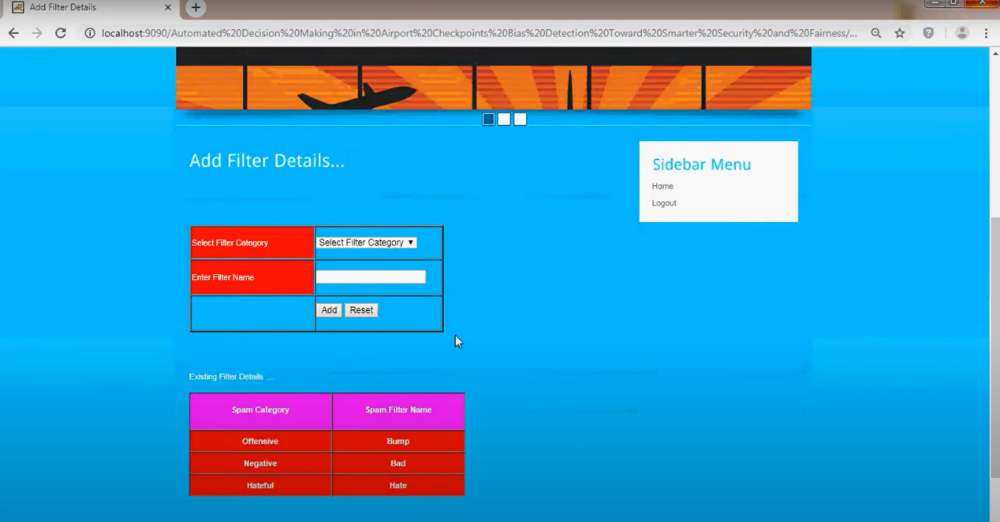 Add Filter Details
localhost:9090/Automated%20Decision%20Making%20in%20Airport%20Checkpoints%20Bias%20Detection%20Toward%20Smarter%20Security%20and%20Fairness/...
Add Filter Details...
Sidebar Menu
Home
Logout
Select Filter Category Select Filter Category
Enter Filter Name
Add Reset
Existing Filter Details ....
Spam Category Spam Filter Name
Offensive Bump
Negative Bad
Hateful Hate